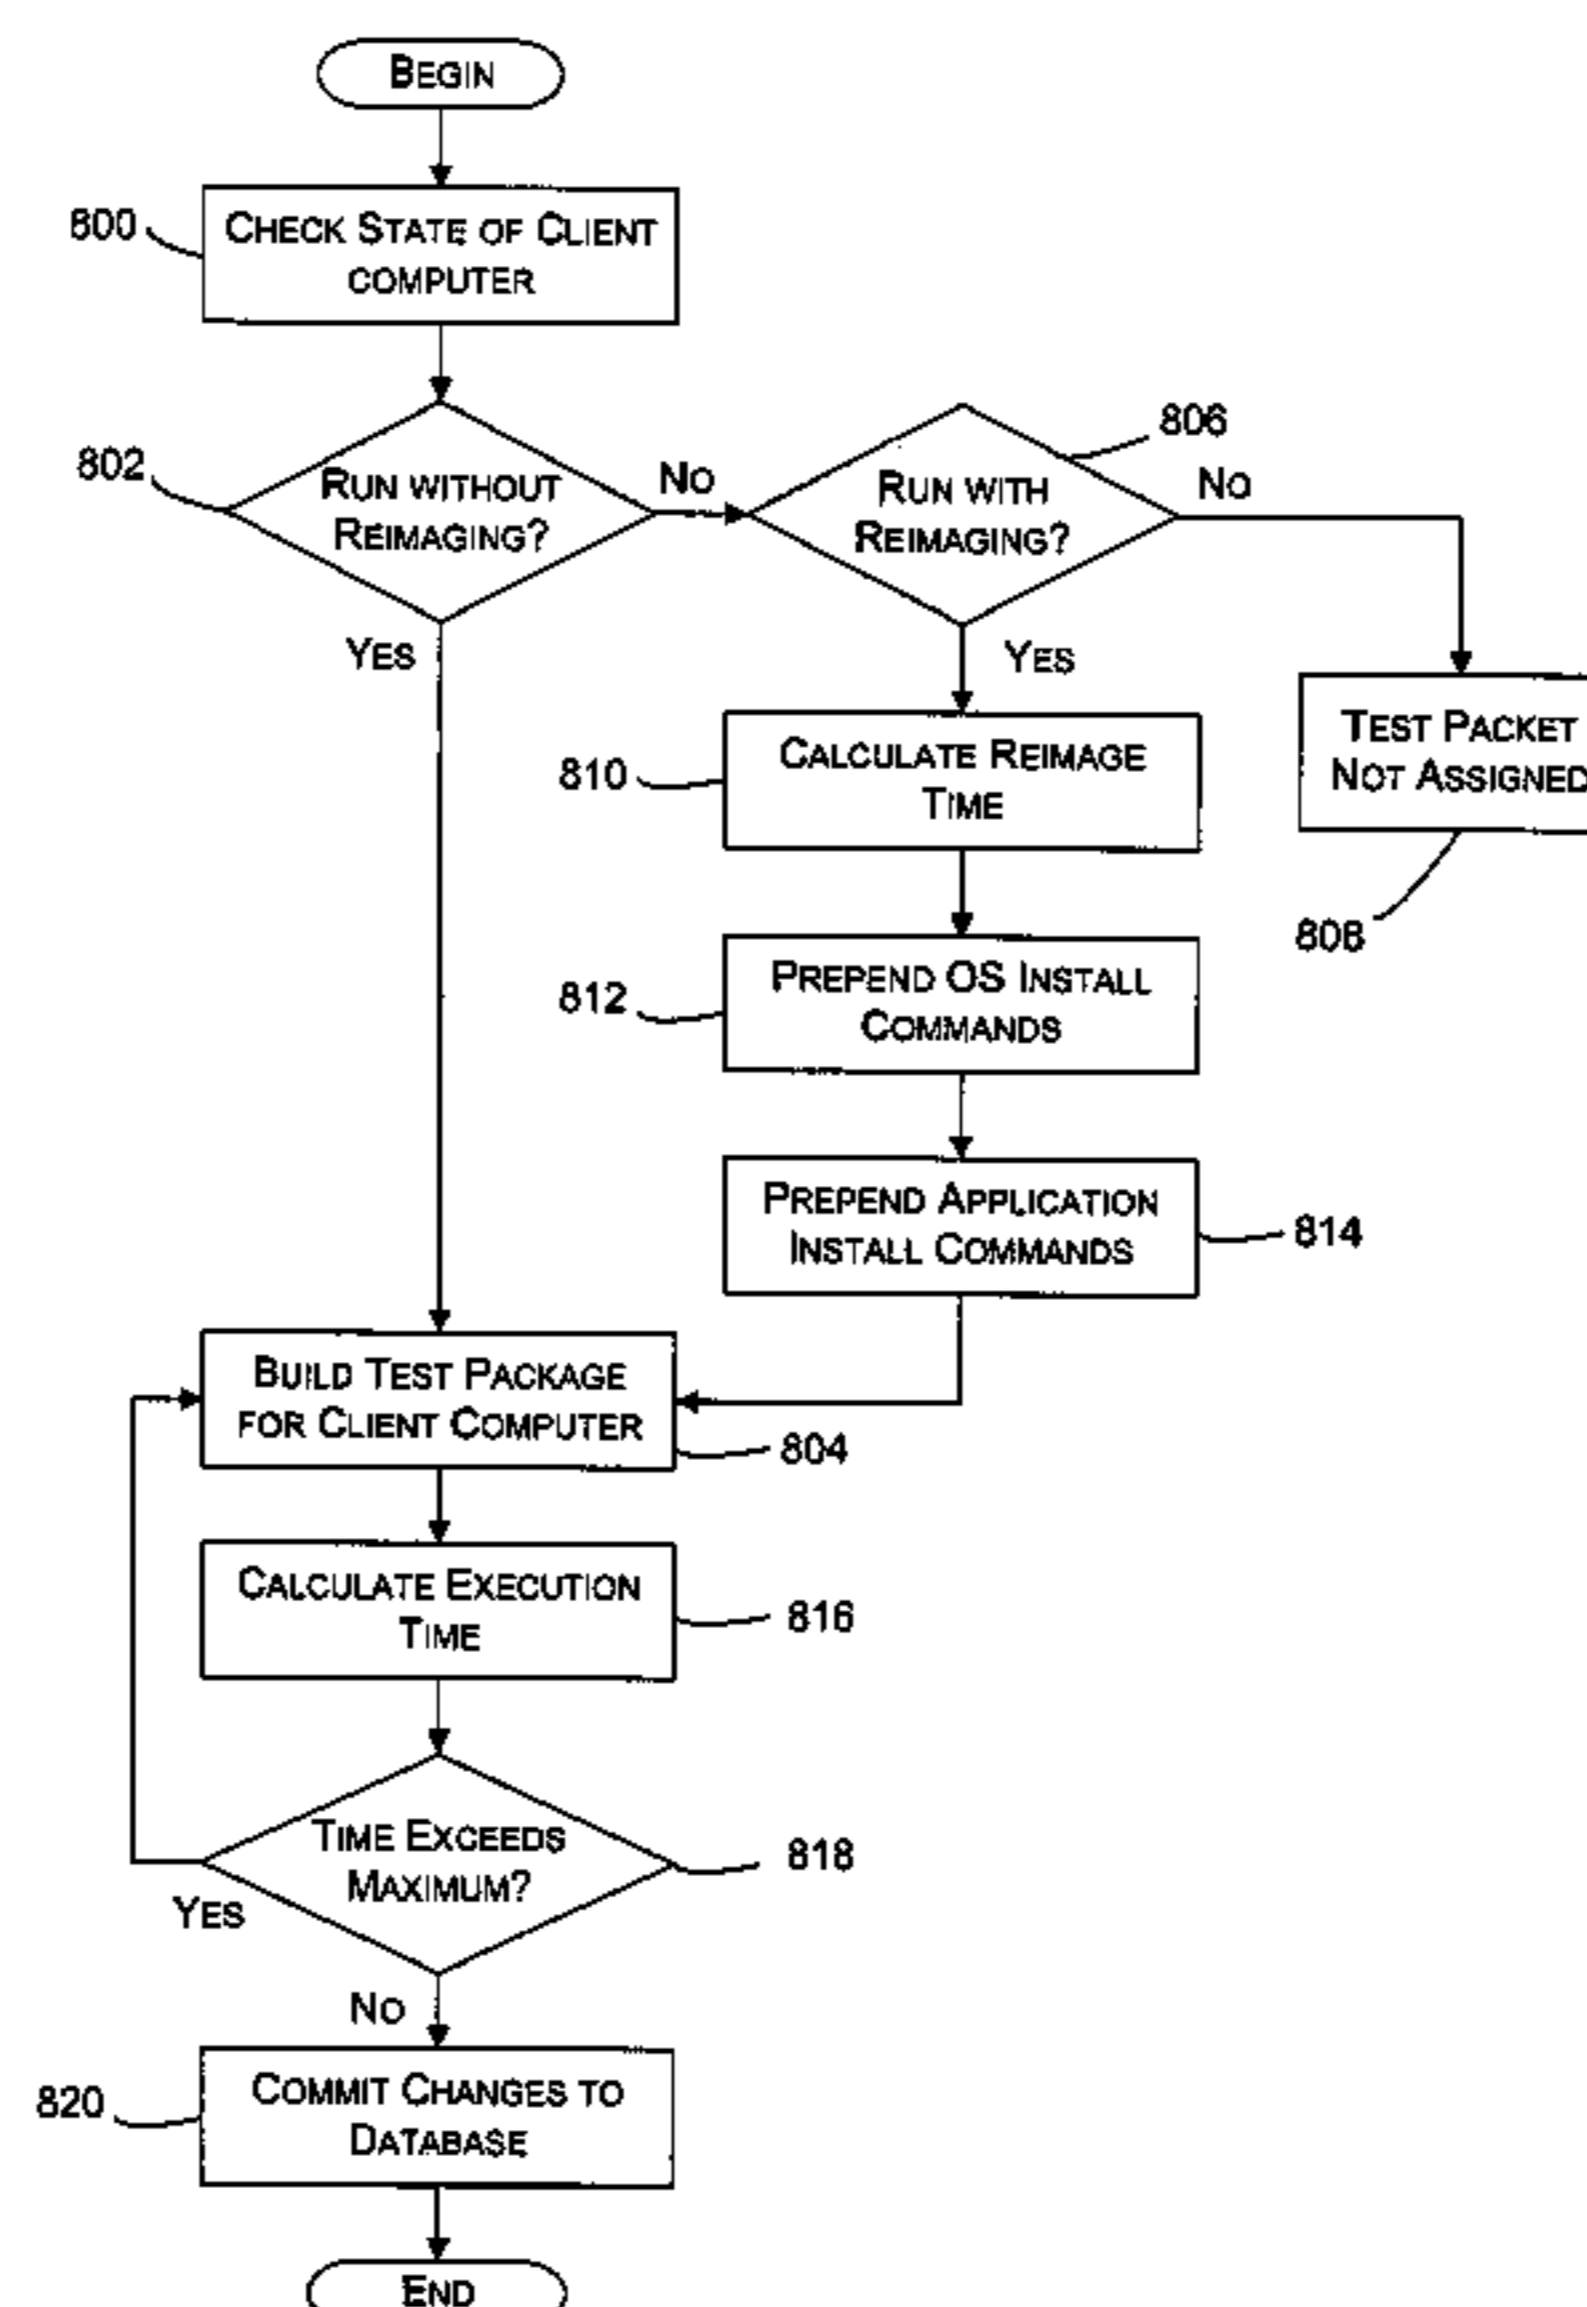 BEGIN
800
CHECK STATE OF CLIENT
COMPUTER
802
RUN WITHOUT
REIMAGING?
NO
806
RUN WITH
REIMAGING?
NO
YES
YES
810
CALCULATE REIMAGE
TIME
TEST PACKET
NOT ASSIGNED
808
812
PREPEND OS INSTALL
COMMANDS
PREPEND APPLICATION
INSTALL COMMANDS
814
BUILD TEST PACKAGE
FOR CLIENT COMPUTER
804
CALCULATE EXECUTION
TIME
816
TIME EXCEEDS
MAXIMUM?
818
YES
NO
820
COMMIT CHANGES TO
DATABASE
END